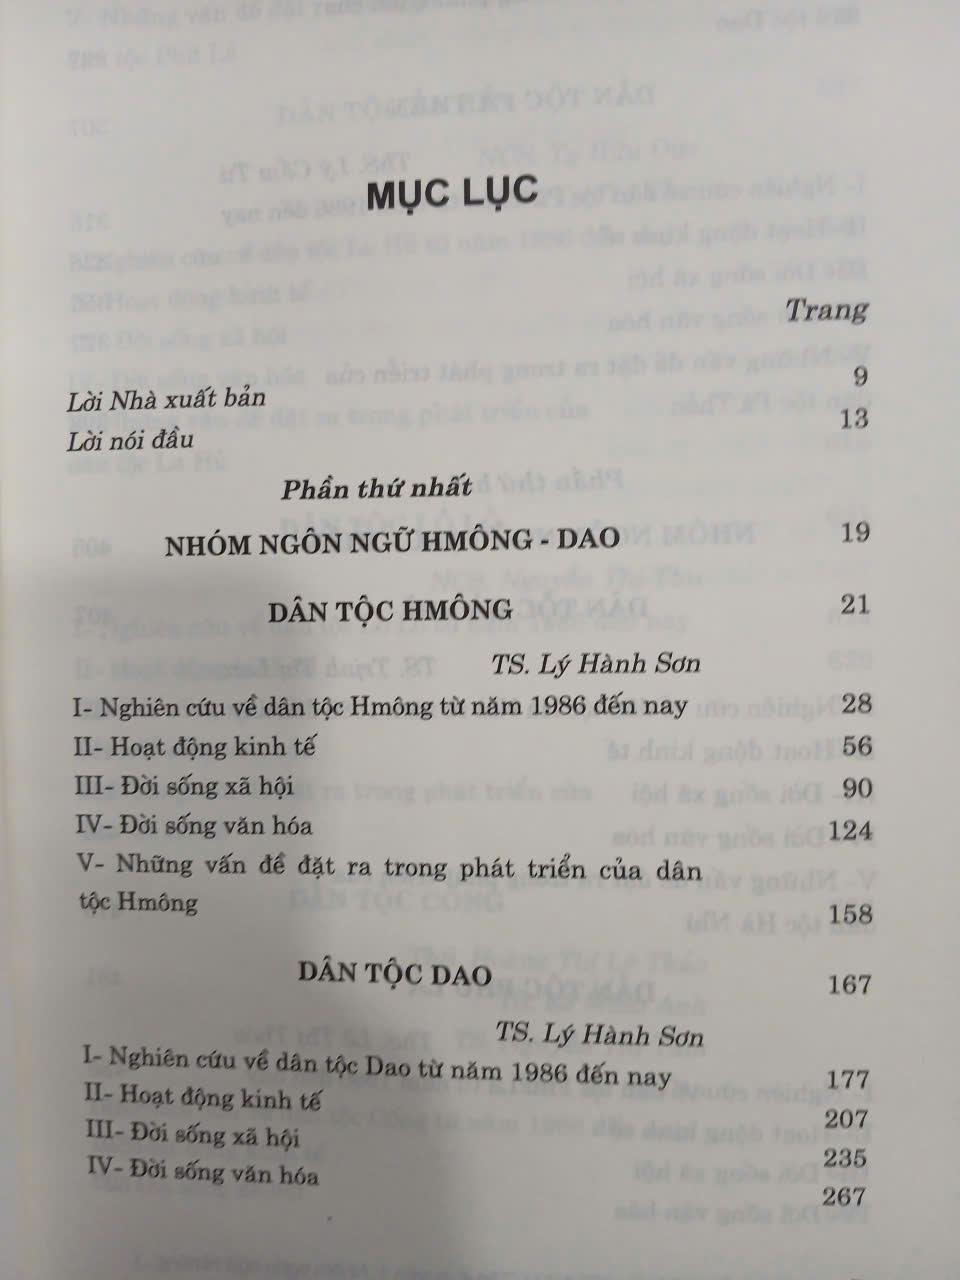 MỤC LỤC
Trang
Lời Nhà xuất bản 9
Lời nói đầu 13
Phần thứ nhất
NHÓM NGÔN NGỮ HMÔNG - DAO 19
DÂN TỘC HMÔNG 21
TS. Lý Hành Sơn
I- Nghiên cứu về dân tộc Hmông từ năm 1986 đến nay 28
II- Hoạt động kinh tế 56
III- Đời sống xã hội 90
IV- Đời sống văn hóa 124
V- Những vấn đề đặt ra trong phát triển của dân
tộc Hmông 158
DÂN TỘC DAO 167
TS. Lý Hành Sơn
I- Nghiên cứu về dân tộc Dao từ năm 1986 đến nay 177
II- Hoạt động kinh tế 207
III- Đời sống xã hội 235
IV- Đời sống văn hóa 267